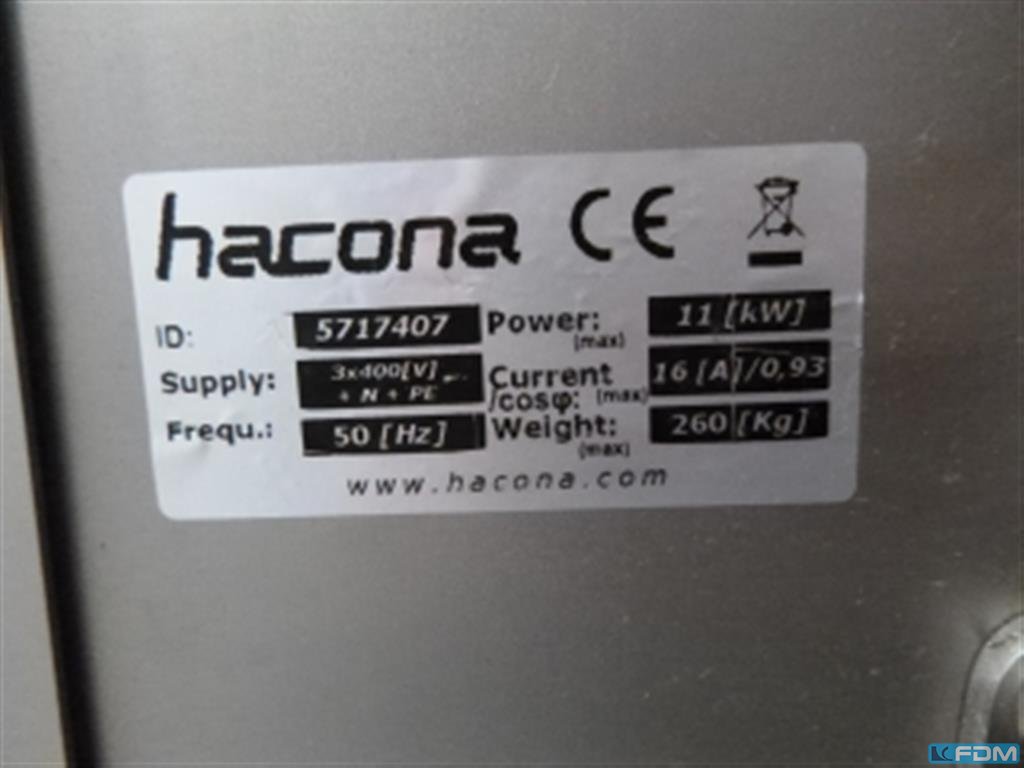 hacona CE
ID: 5717407 Power: (max) 11 [kW]
Supply: 3x400[V] + N + PE Current /cosφ: (max) 16 [A]/0,93
Frequ.: 50 [Hz] Weight: (max) 260 [Kg]
www.hacona.com
KFDM